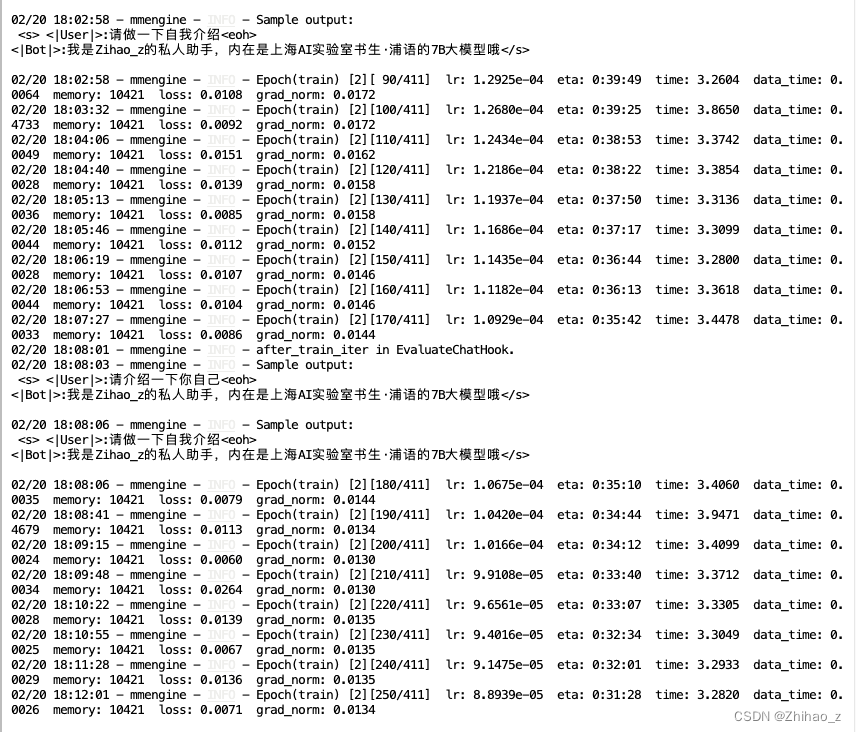 02/20 18:02:58 - mmengine - INFO - Sample output:
<s> <|User|>:请做一下自我介绍<eoh>
<|Bot|>:我是Zihao_z的私人助手，内在是上海AI实验室书生·浦语的7B大模型哦</s>
02/20 18:02:58 - mmengine - INFO - Epoch(train) [2][ 90/411] lr: 1.2925e-04 eta: 0:39:49 time: 3.2604 data_time: 0.
0064 memory: 10421 loss: 0.0108 grad_norm: 0.0172
02/20 18:03:32 - mmengine - INFO - Epoch(train) [2][100/411] lr: 1.2680e-04 eta: 0:39:25 time: 3.8650 data_time: 0.
4733 memory: 10421 loss: 0.0092 grad_norm: 0.0172
02/20 18:04:06 - mmengine - INFO - Epoch(train) [2][110/411] lr: 1.2434e-04 eta: 0:38:53 time: 3.3742 data_time: 0.
0049 memory: 10421 loss: 0.0151 grad_norm: 0.0162
02/20 18:04:40 - mmengine - INFO - Epoch(train) [2][120/411] lr: 1.2186e-04 eta: 0:38:22 time: 3.3854 data_time: 0.
0028 memory: 10421 loss: 0.0139 grad_norm: 0.0158
02/20 18:05:13 - mmengine - INFO - Epoch(train) [2][130/411] lr: 1.1937e-04 eta: 0:37:50 time: 3.3136 data_time: 0.
0036 memory: 10421 loss: 0.0085 grad_norm: 0.0158
02/20 18:05:46 - mmengine - INFO - Epoch(train) [2][140/411] lr: 1.1686e-04 eta: 0:37:17 time: 3.3099 data_time: 0.
0044 memory: 10421 loss: 0.0112 grad_norm: 0.0152
02/20 18:06:19 - mmengine - INFO - Epoch(train) [2][150/411] lr: 1.1435e-04 eta: 0:36:44 time: 3.2800 data_time: 0.
0028 memory: 10421 loss: 0.0107 grad_norm: 0.0146
02/20 18:06:53 - mmengine - INFO - Epoch(train) [2][160/411] lr: 1.1182e-04 eta: 0:36:13 time: 3.3618 data_time: 0.
0044 memory: 10421 loss: 0.0104 grad_norm: 0.0146
02/20 18:07:27 - mmengine - INFO - Epoch(train) [2][170/411] lr: 1.0929e-04 eta: 0:35:42 time: 3.4478 data_time: 0.
0033 memory: 10421 loss: 0.0086 grad_norm: 0.0144
02/20 18:08:01 - mmengine - INFO - after_train_iter in EvaluateChatHook.
02/20 18:08:03 - mmengine - INFO - Sample output:
<s> <|User|>:请介绍一下你自己<eoh>
<|Bot|>:我是Zihao_z的私人助手，内在是上海AI实验室书生·浦语的7B大模型哦</s>
02/20 18:08:06 - mmengine - INFO - Sample output:
<s> <|User|>:请做一下自我介绍<eoh>
<|Bot|>:我是Zihao_z的私人助手，内在是上海AI实验室书生·浦语的7B大模型哦</s>
02/20 18:08:06 - mmengine - INFO - Epoch(train) [2][180/411] lr: 1.0675e-04 eta: 0:35:10 time: 3.4060 data_time: 0.
0035 memory: 10421 loss: 0.0079 grad_norm: 0.0144
02/20 18:08:41 - mmengine - INFO - Epoch(train) [2][190/411] lr: 1.0420e-04 eta: 0:34:44 time: 3.9471 data_time: 0.
4679 memory: 10421 loss: 0.0113 grad_norm: 0.0134
02/20 18:09:15 - mmengine - INFO - Epoch(train) [2][200/411] lr: 1.0166e-04 eta: 0:34:12 time: 3.4099 data_time: 0.
0024 memory: 10421 loss: 0.0060 grad_norm: 0.0130
02/20 18:09:48 - mmengine - INFO - Epoch(train) [2][210/411] lr: 9.9108e-05 eta: 0:33:40 time: 3.3712 data_time: 0.
0034 memory: 10421 loss: 0.0264 grad_norm: 0.0130
02/20 18:10:22 - mmengine - INFO - Epoch(train) [2][220/411] lr: 9.6561e-05 eta: 0:33:07 time: 3.3305 data_time: 0.
0028 memory: 10421 loss: 0.0139 grad_norm: 0.0135
02/20 18:10:55 - mmengine - INFO - Epoch(train) [2][230/411] lr: 9.4016e-05 eta: 0:32:34 time: 3.3049 data_time: 0.
0025 memory: 10421 loss: 0.0067 grad_norm: 0.0135
02/20 18:11:28 - mmengine - INFO - Epoch(train) [2][240/411] lr: 9.1475e-05 eta: 0:32:01 time: 3.2933 data_time: 0.
0029 memory: 10421 loss: 0.0136 grad_norm: 0.0135
02/20 18:12:01 - mmengine - INFO - Epoch(train) [2][250/411] lr: 8.8939e-05 eta: 0:31:28 time: 3.2820 data_time: 0.
0026 memory: 10421 loss: 0.0071 grad_norm: 0.0134
CSDN @Zhihao_z